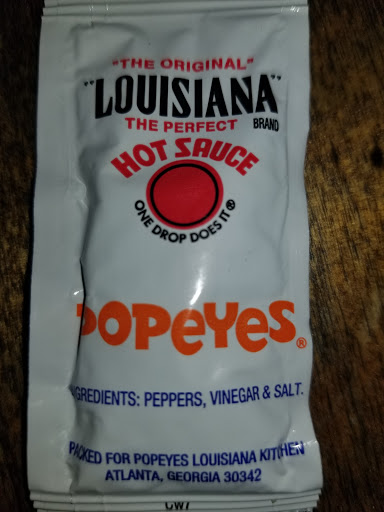 "THE ORIGINAL"
"LOUISIANA"
THE PERFECT BRAND
HOT SAUCE
ONE DROP DOES IT®
POPEYES®
GREDIENTS: PEPPERS, VINEGAR & SALT.
PACKED FOR POPEYES LOUISIANA KITCHEN
ATLANTA, GEORGIA 30342